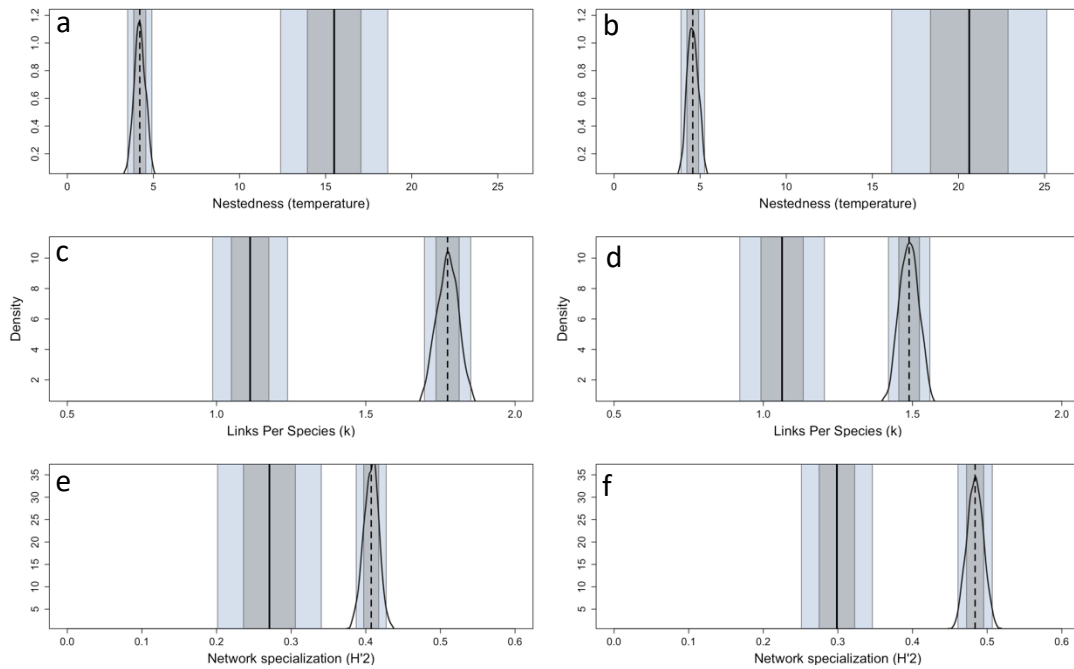 a
1.2
1.0
0.8
0.6
0.4
0.2
0 5 10 15 20 25
Nestedness (temperature)
b
1.2
1.0
0.8
0.6
0.4
0.2
0 5 10 15 20 25
Nestedness (temperature)
c
Density
10
8
6
4
2
0.5 1.0 1.5 2.0
Links Per Species (k)
d
Density
10
8
6
4
2
0.5 1.0 1.5 2.0
Links Per Species (k)
e
35
30
25
20
15
10
5
0.0 0.1 0.2 0.3 0.4 0.5 0.6
Network specialization (H'2)
f
35
30
25
20
15
10
5
0.0 0.1 0.2 0.3 0.4 0.5 0.6
Network specialization (H'2)